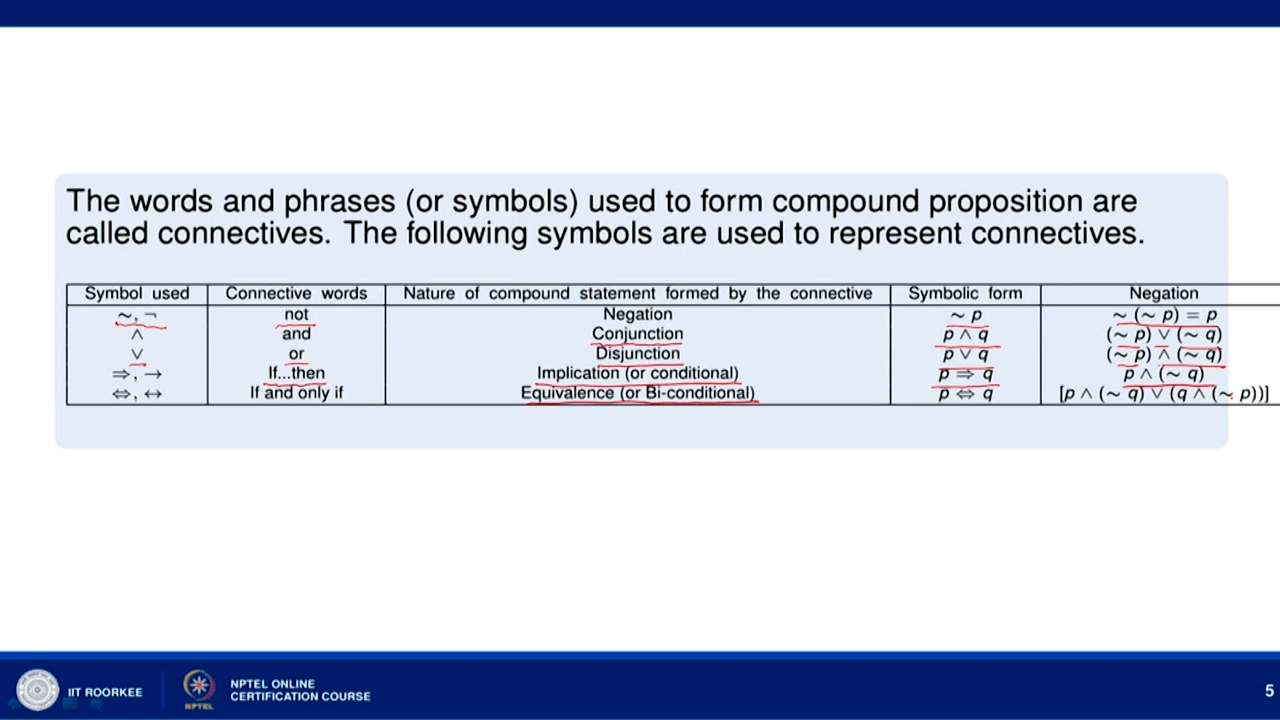 The words and phrases (or symbols) used to form compound proposition are
called connectives. The following symbols are used to represent connectives.
Symbol used Connective words Nature of compound statement formed by the connective Symbolic form Negation
∼, ¬ not Negation ∼ p ∼ (∼ p) = p
∧ and Conjunction p ∧ q (∼ p) ∨ (∼ q)
∨ or Disjunction p ∨ q (∼ p) ∧ (∼ q)
⇒, → If...then Implication (or conditional) p ⇒ q p ∧ (∼ q)
⇔, ↔ If and only if Equivalence (or Bi-conditional) p ⇔ q [p ∧ (∼ q) ∨ (q ∧ (∼ p))]
IIT ROORKEE
NPTEL
NPTEL ONLINE
CERTIFICATION COURSE
5